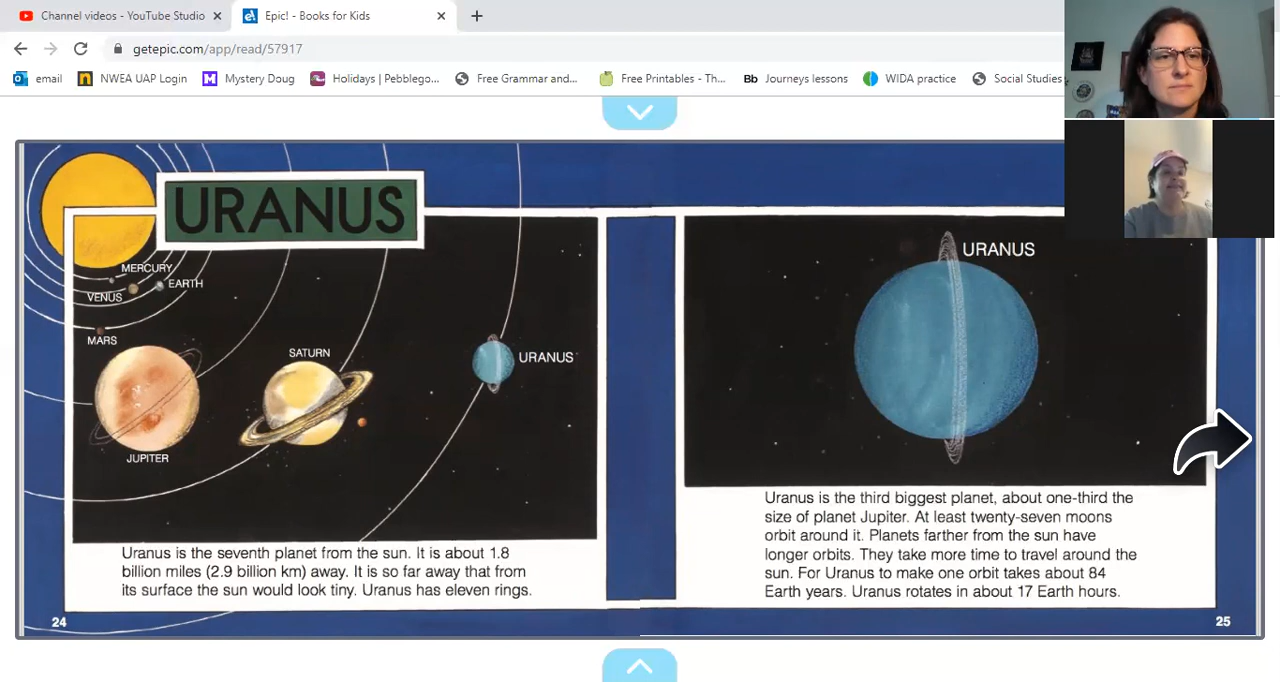 Channel videos - YouTube Studio
Epic! - Books for Kids
getepic.com/app/read/57917
email
NWEA UAP Login
Mystery Doug
Holidays | Pebblego...
Free Grammar and...
Free Printables - Th...
Bb Journeys lessons
WIDA practice
Social Studies
URANUS
MERCURY
VENUS
EARTH
MARS
JUPITER
SATURN
URANUS
Uranus is the seventh planet from the sun. It is about 1.8
billion miles (2.9 billion km) away. It is so far away that from
its surface the sun would look tiny. Uranus has eleven rings.
24
URANUS
Uranus is the third biggest planet, about one-third the
size of planet Jupiter. At least twenty-seven moons
orbit around it. Planets farther from the sun have
longer orbits. They take more time to travel around the
sun. For Uranus to make one orbit takes about 84
Earth years. Uranus rotates in about 17 Earth hours.
25